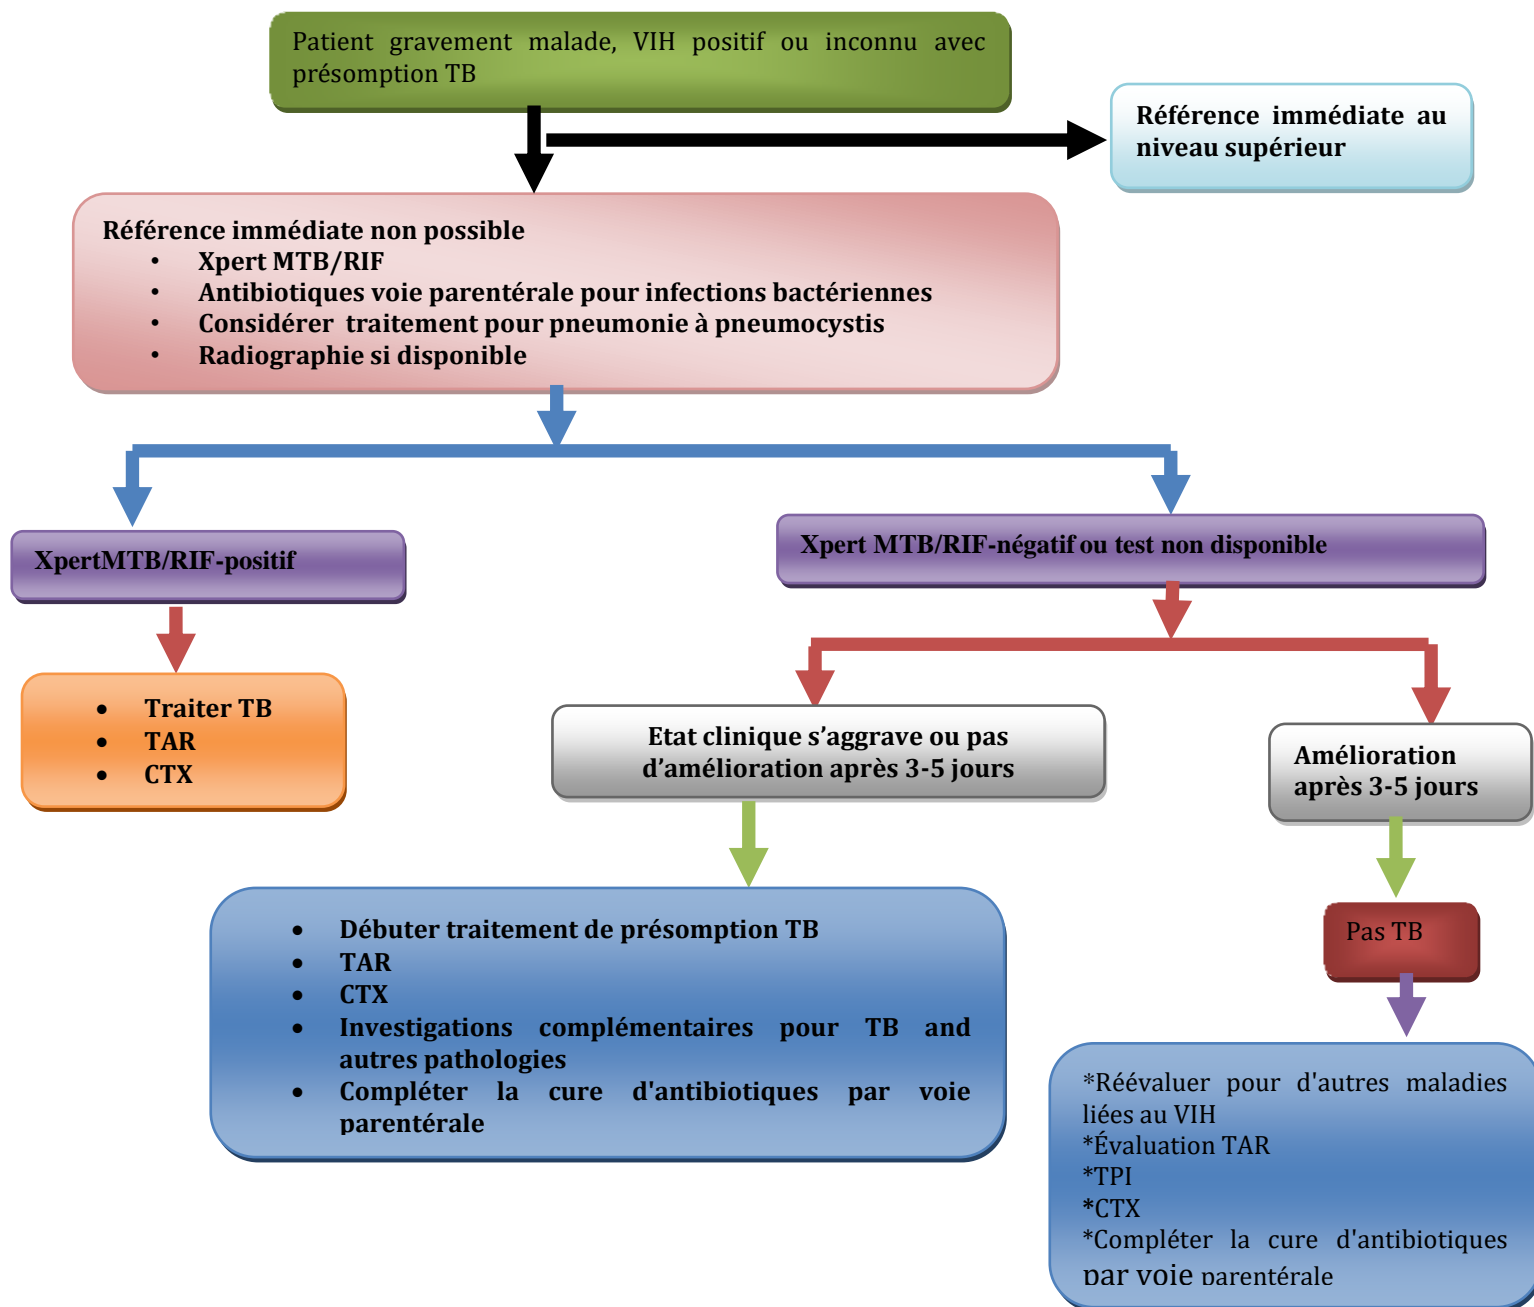 Patient gravement malade, VIH positif ou inconnu avec
présomption TB
Référence immédiate au
niveau supérieur
Référence immédiate non possible
• Xpert MTB/RIF
• Antibiotiques voie parentérale pour infections bactériennes
• Considérer traitement pour pneumonie à pneumocystis
• Radiographie si disponible
XpertMTB/RIF-positif
Xpert MTB/RIF-négatif ou test non disponible
• Traiter TB
• TAR
• CTX
Etat clinique s’aggrave ou pas
d’amélioration après 3-5 jours
Amélioration
après 3-5 jours
• Débuter traitement de présomption TB
• TAR
• CTX
• Investigations complémentaires pour TB and
autres pathologies
• Compléter la cure d'antibiotiques par voie
parentérale
Pas TB
*Réévaluer pour d'autres maladies
liées au VIH
*Évaluation TAR
*TPI
*CTX
*Compléter la cure d'antibiotiques
par voie parentérale